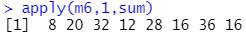 > apply(m6,1,sum)
[1]  8 20 32 12 28 16 36 16